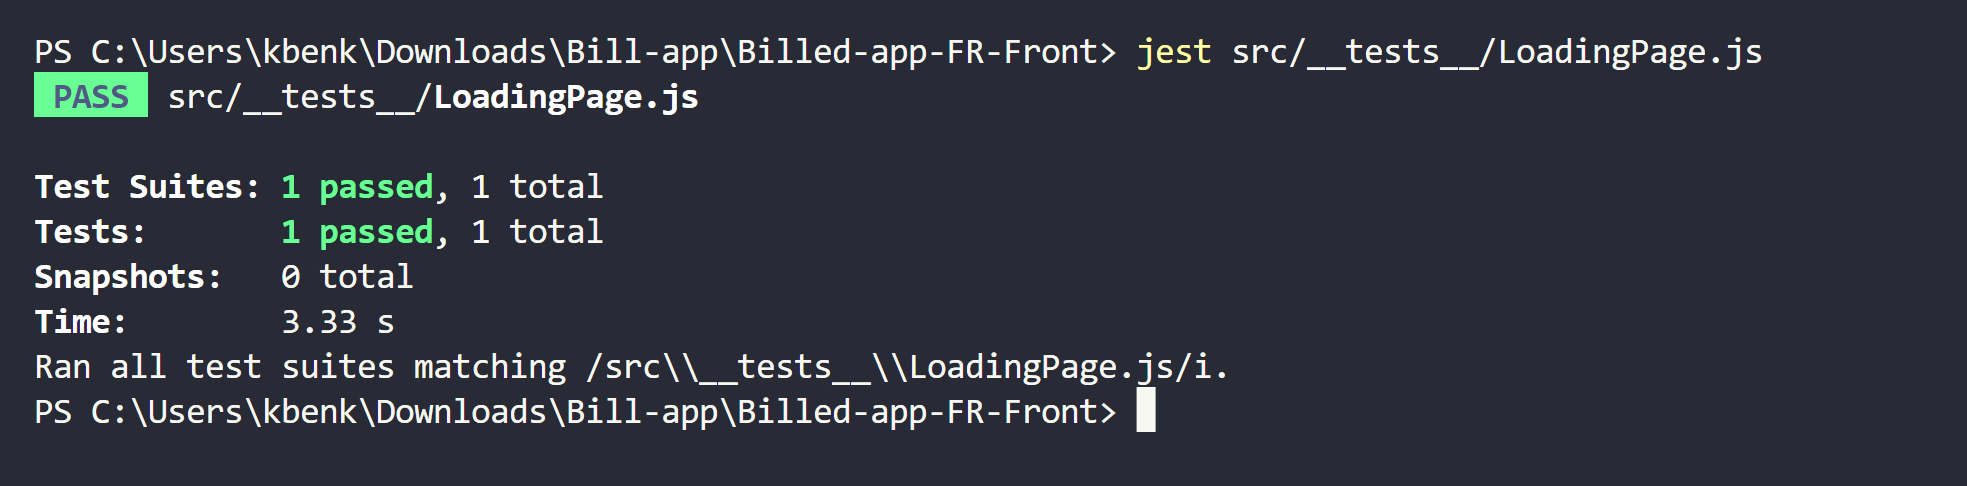 PS C:\Users\kbenk\Downloads\Bill-app\Billed-app-FR-Front> jest src/__tests__/LoadingPage.js
PASS src/__tests__/LoadingPage.js
Test Suites: 1 passed, 1 total
Tests: 1 passed, 1 total
Snapshots: 0 total
Time: 3.33 s
Ran all test suites matching /src\\__tests__\\LoadingPage.js/i.
PS C:\Users\kbenk\Downloads\Bill-app\Billed-app-FR-Front>